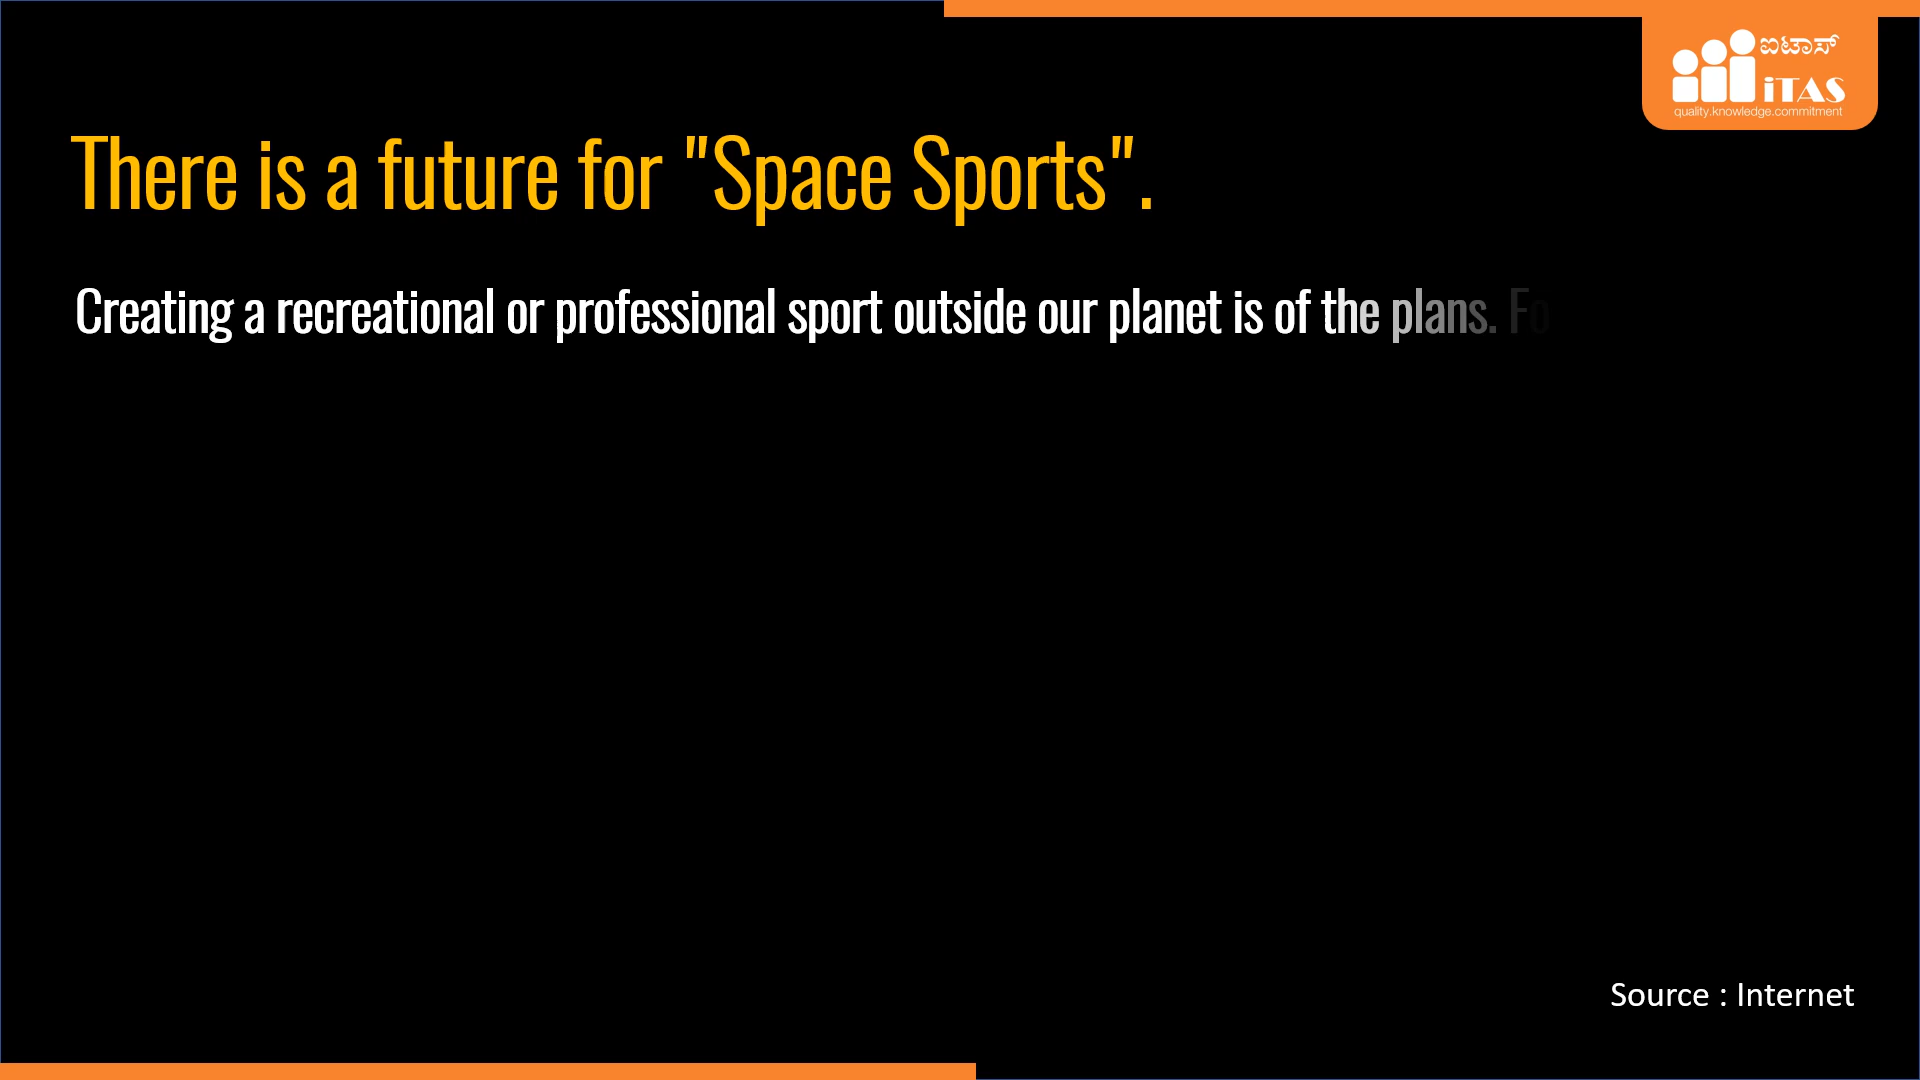 ಐಟಾಸ್
iTAS
quality.knowledge.commitment
There is a future for "Space Sports".
Creating a recreational or professional sport outside our planet is of the plans. Fo
Source : Internet